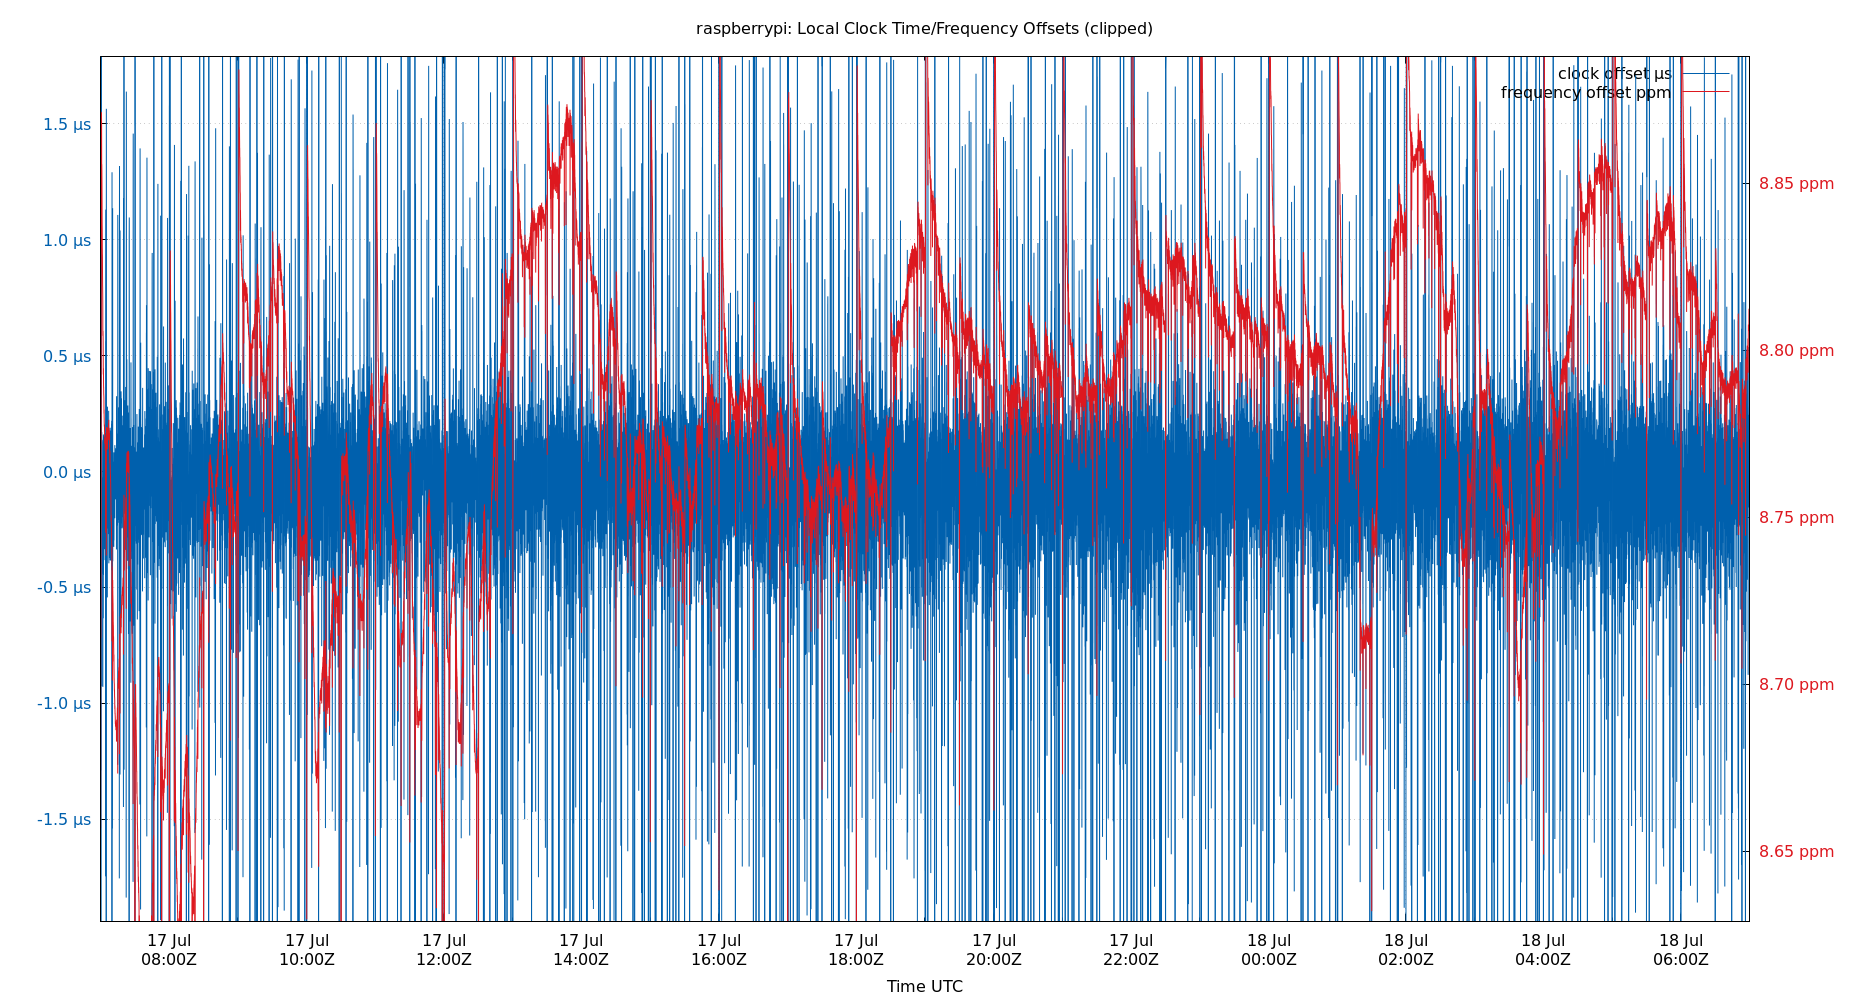 raspberrypi: Local Clock Time/Frequency Offsets (clipped)
clock offset µs
frequency offset ppm
1.5 µs
1.0 µs
0.5 µs
0.0 µs
-0.5 µs
-1.0 µs
-1.5 µs
8.85 ppm
8.80 ppm
8.75 ppm
8.70 ppm
8.65 ppm
17 Jul 17 Jul 17 Jul 17 Jul 17 Jul 17 Jul 17 Jul 17 Jul 18 Jul 18 Jul 18 Jul 18 Jul
08:00Z 10:00Z 12:00Z 14:00Z 16:00Z 18:00Z 20:00Z 22:00Z 00:00Z 02:00Z 04:00Z 06:00Z
Time UTC